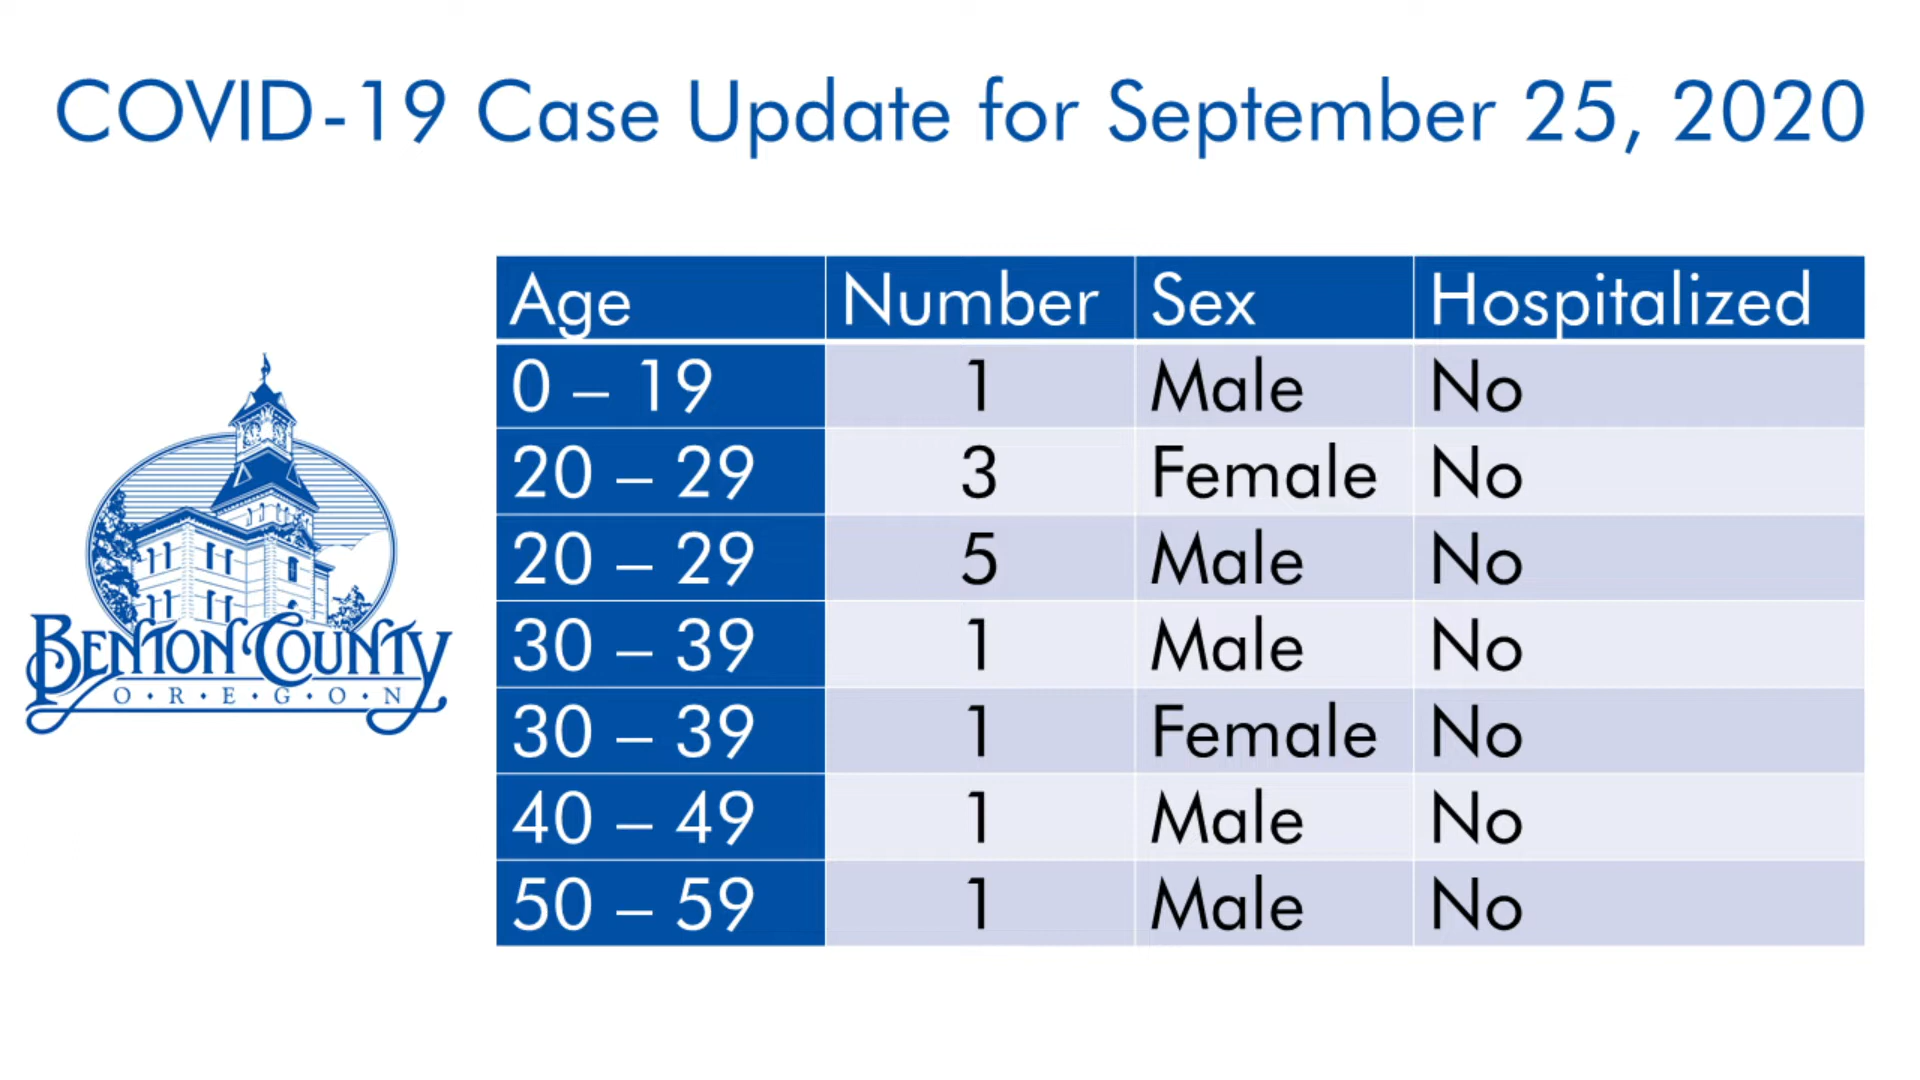 COVID-19 Case Update for September 25, 2020
BENTON COUNTY
O • R • E • G • O • N
Age Number Sex Hospitalized
0 – 19 1 Male No
20 – 29 3 Female No
20 – 29 5 Male No
30 – 39 1 Male No
30 – 39 1 Female No
40 – 49 1 Male No
50 – 59 1 Male No